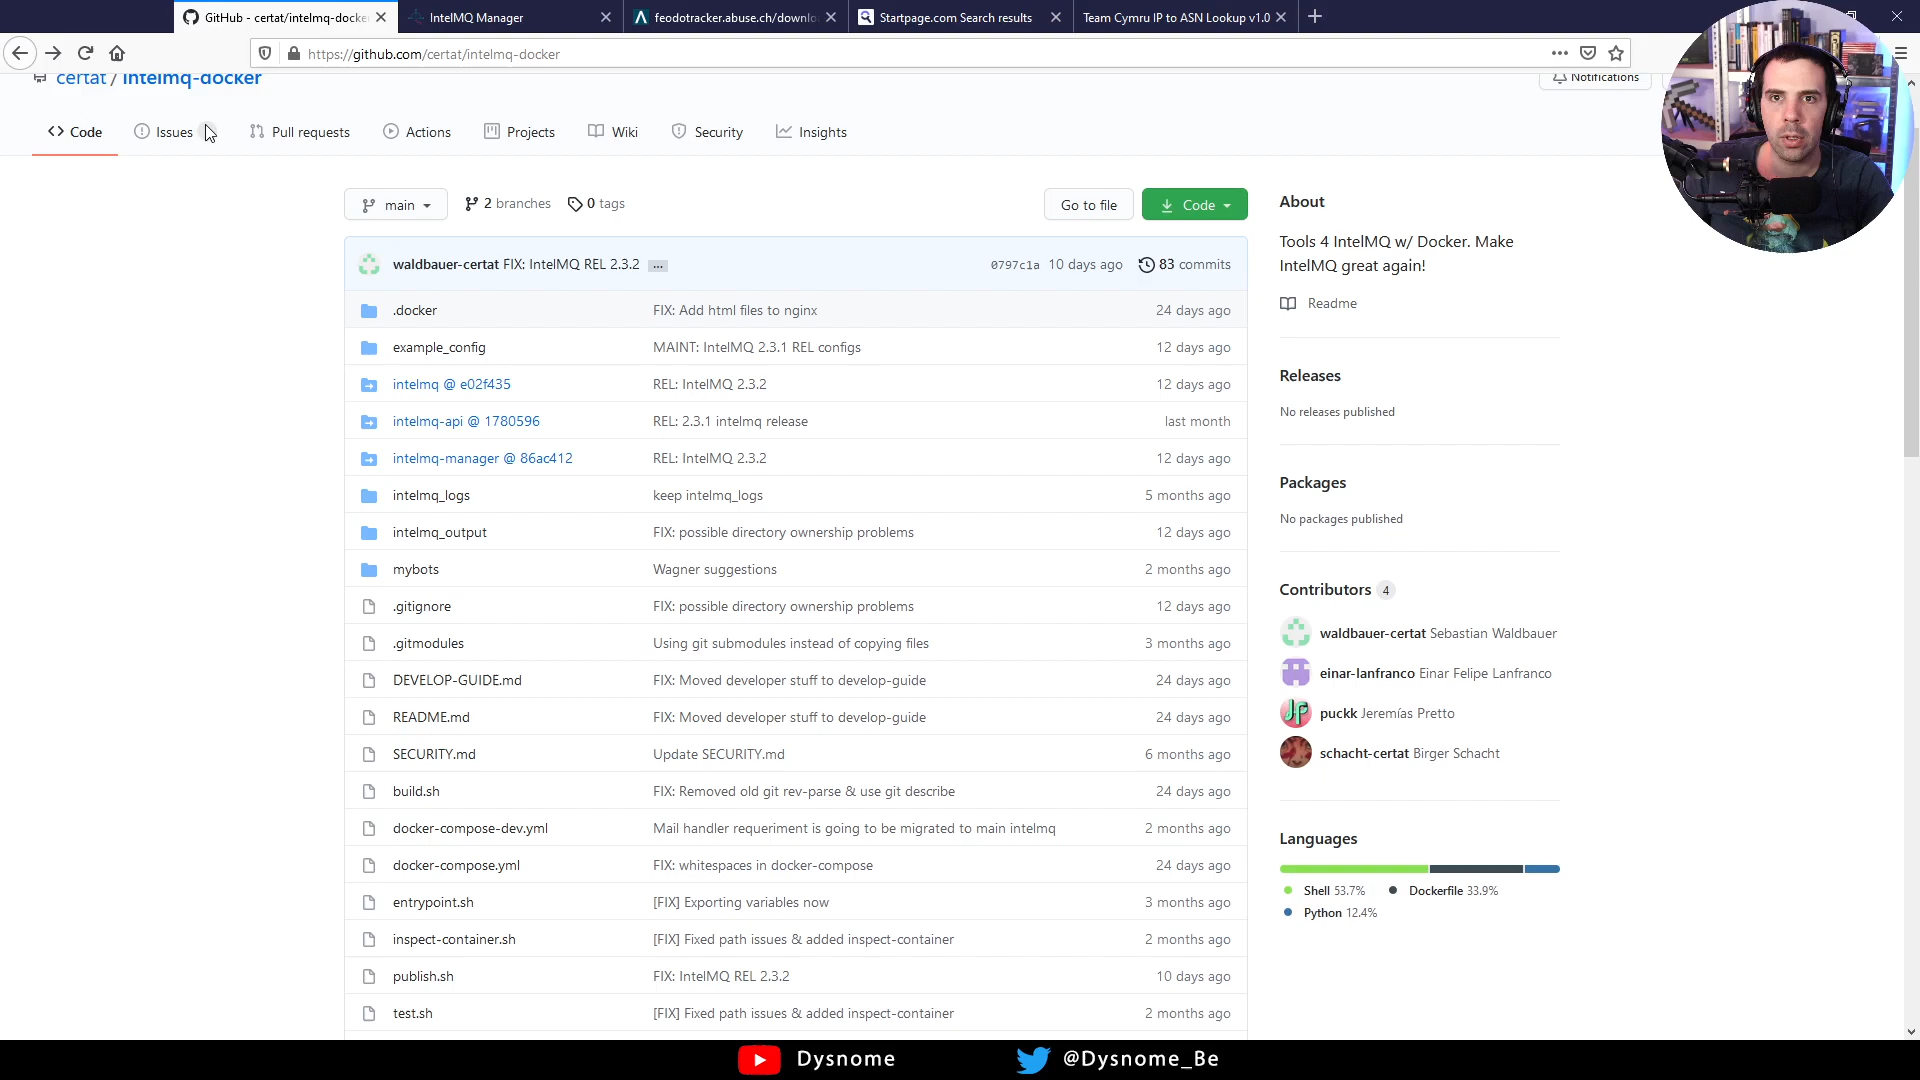 GitHub - certat/intelmq-docke
IntelMQ Manager
feodotracker.abuse.ch/downlo
Startpage.com Search results
Team Cymru IP to ASN Lookup v1.0
https://github.com/certat/intelmq-docker
certat / intelmq-docker
Notifications
Code
Issues
Pull requests
Actions
Projects
Wiki
Security
Insights
main
2 branches
0 tags
Go to file
Code
waldbauer-certat FIX: IntelMQ REL 2.3.2 ...
0797c1a 10 days ago
83 commits
.docker FIX: Add html files to nginx 24 days ago
example_config MAINT: IntelMQ 2.3.1 REL configs 12 days ago
intelmq @ e02f435 REL: IntelMQ 2.3.2 12 days ago
intelmq-api @ 1780596 REL: 2.3.1 intelmq release last month
intelmq-manager @ 86ac412 REL: IntelMQ 2.3.2 12 days ago
intelmq_logs keep intelmq_logs 5 months ago
intelmq_output FIX: possible directory ownership problems 12 days ago
mybots Wagner suggestions 2 months ago
.gitignore FIX: possible directory ownership problems 12 days ago
.gitmodules Using git submodules instead of copying files 3 months ago
DEVELOP-GUIDE.md FIX: Moved developer stuff to develop-guide 24 days ago
README.md FIX: Moved developer stuff to develop-guide 24 days ago
SECURITY.md Update SECURITY.md 6 months ago
build.sh FIX: Removed old git rev-parse & use git describe 24 days ago
docker-compose-dev.yml Mail handler requeriment is going to be migrated to main intelmq 2 months ago
docker-compose.yml FIX: whitespaces in docker-compose 24 days ago
entrypoint.sh [FIX] Exporting variables now 3 months ago
inspect-container.sh [FIX] Fixed path issues & added inspect-container 2 months ago
publish.sh FIX: IntelMQ REL 2.3.2 10 days ago
test.sh [FIX] Fixed path issues & added inspect-container 2 months ago
About
Tools 4 IntelMQ w/ Docker. Make
IntelMQ great again!
Readme
Releases
No releases published
Packages
No packages published
Contributors 4
waldbauer-certat Sebastian Waldbauer
einar-lanfranco Einar Felipe Lanfranco
puckk Jeremías Pretto
schacht-certat Birger Schacht
Languages
Shell 53.7%
Dockerfile 33.9%
Python 12.4%
Dysnome
@Dysnome_Be